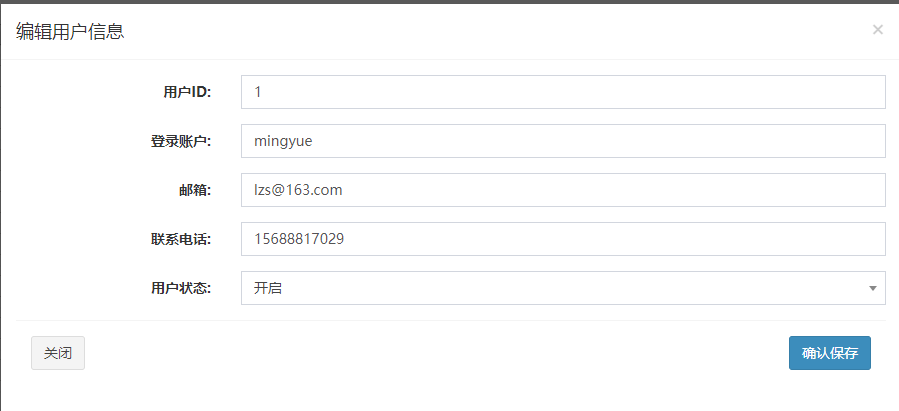 编辑用户信息 ×
用户ID: 1
登录账户: mingyue
邮箱: lzs@163.com
联系电话: 15688817029
用户状态: 开启
关闭 确认保存